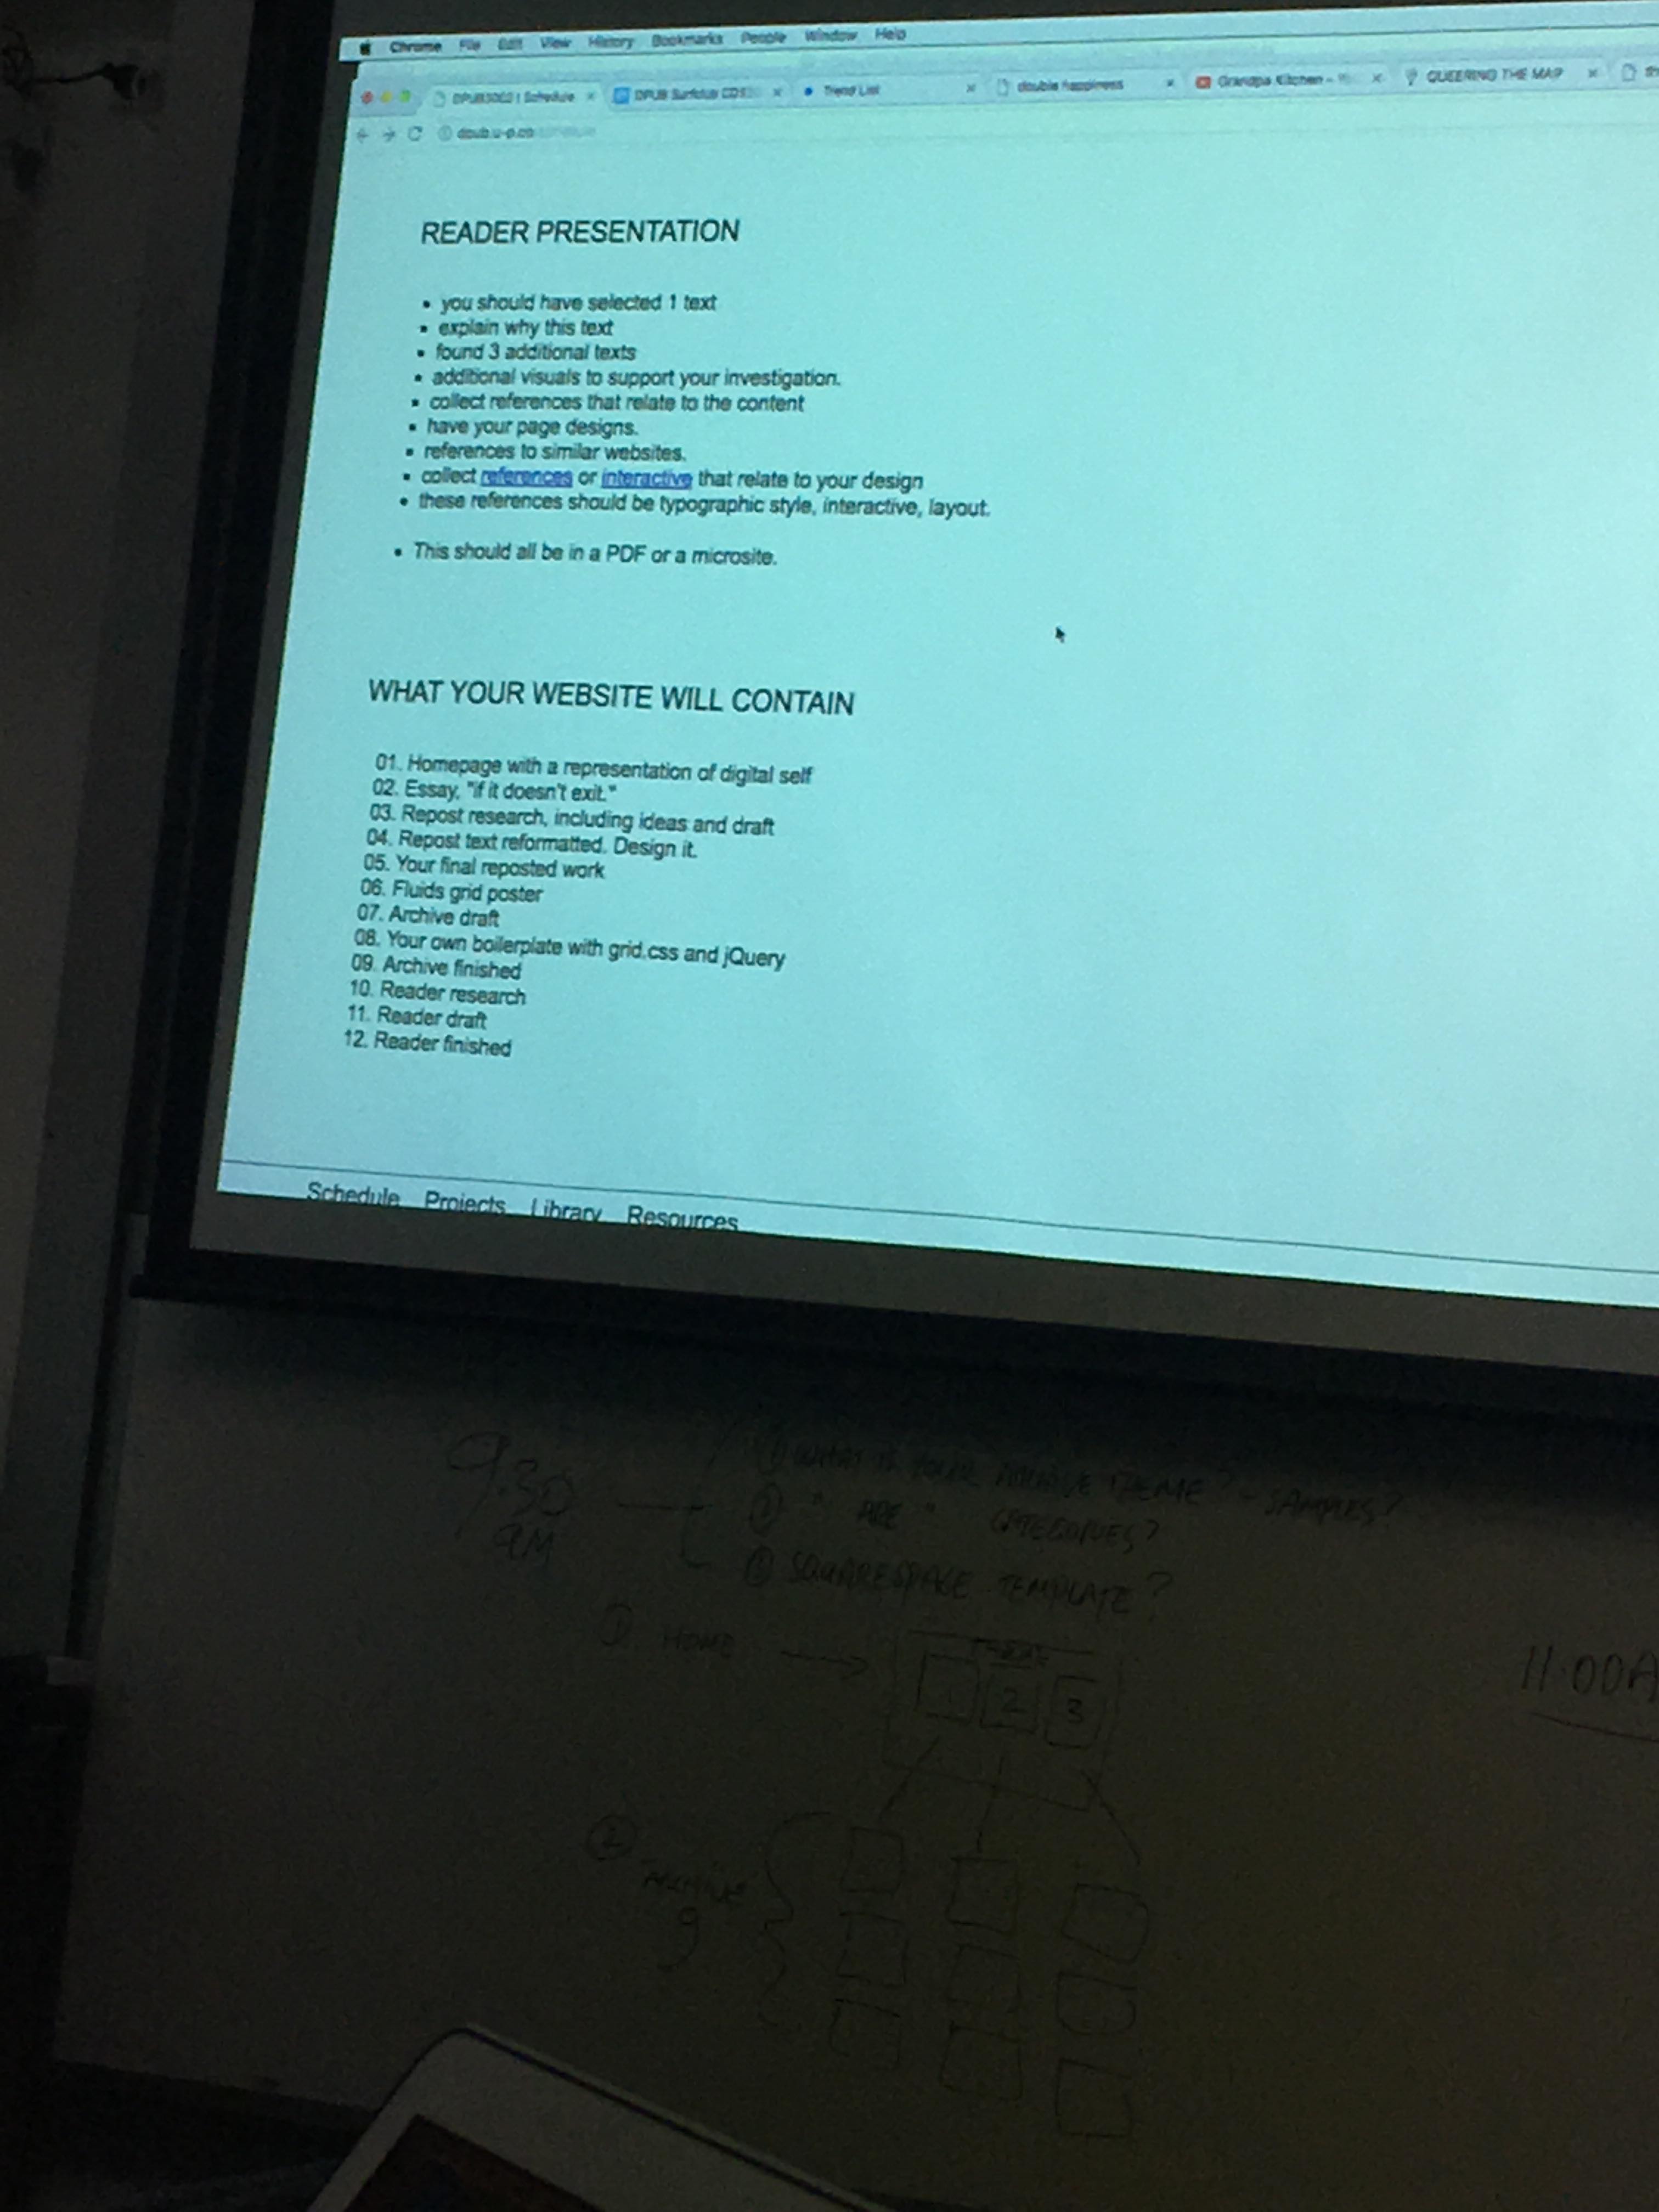 Chrome File Edit View History Bookmarks People Window Help
DPUB3002 | Schedule
DPUB Surfclub
Trend List
double happiness
Grandpa Kitchen -
QUEERING THE MAP
dpub.u-p.co
READER PRESENTATION
• you should have selected 1 text
• explain why this text
• found 3 additional texts
• additional visuals to support your investigation.
• collect references that relate to the content
• have your page designs.
• references to similar websites.
• collect references or interactive that relate to your design
• these references should be typographic style, interactive, layout.
• This should all be in a PDF or a microsite.
WHAT YOUR WEBSITE WILL CONTAIN
01. Homepage with a representation of digital self
02. Essay, "if it doesn't exit."
03. Repost research, including ideas and draft
04. Repost text reformatted. Design it.
05. Your final reposted work
06. Fluids grid poster
07. Archive draft
08. Your own boilerplate with grid.css and jQuery
09. Archive finished
10. Reader research
11. Reader draft
12. Reader finished
Schedule Projects Library Resources
9.30
AM
① WHAT IS YOUR ARCHIVE THEME? - SAMPLES?
② " ARE " CATEGORIES?
③ SQUARESPACE TEMPLATE?
① HOME
1 2 3
11.00A
②
ARCHIVE
9